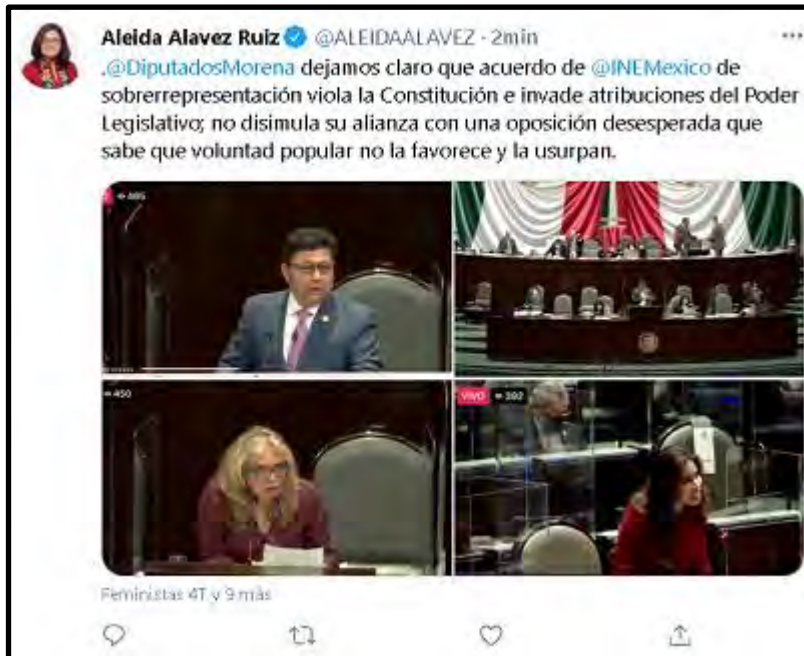 Aleida Alavez Ruiz @ALEIDAALAVEZ · 2min
.@DiputadosMorena dejamos claro que acuerdo de @INEMexico de
sobrerrepresentación viola la Constitución e invade atribuciones del Poder
Legislativo; no disimula su alianza con una oposición desesperada que
sabe que voluntad popular no la favorece y la usurpan.
450
VIVO 392
Feministas 4T y 9 más